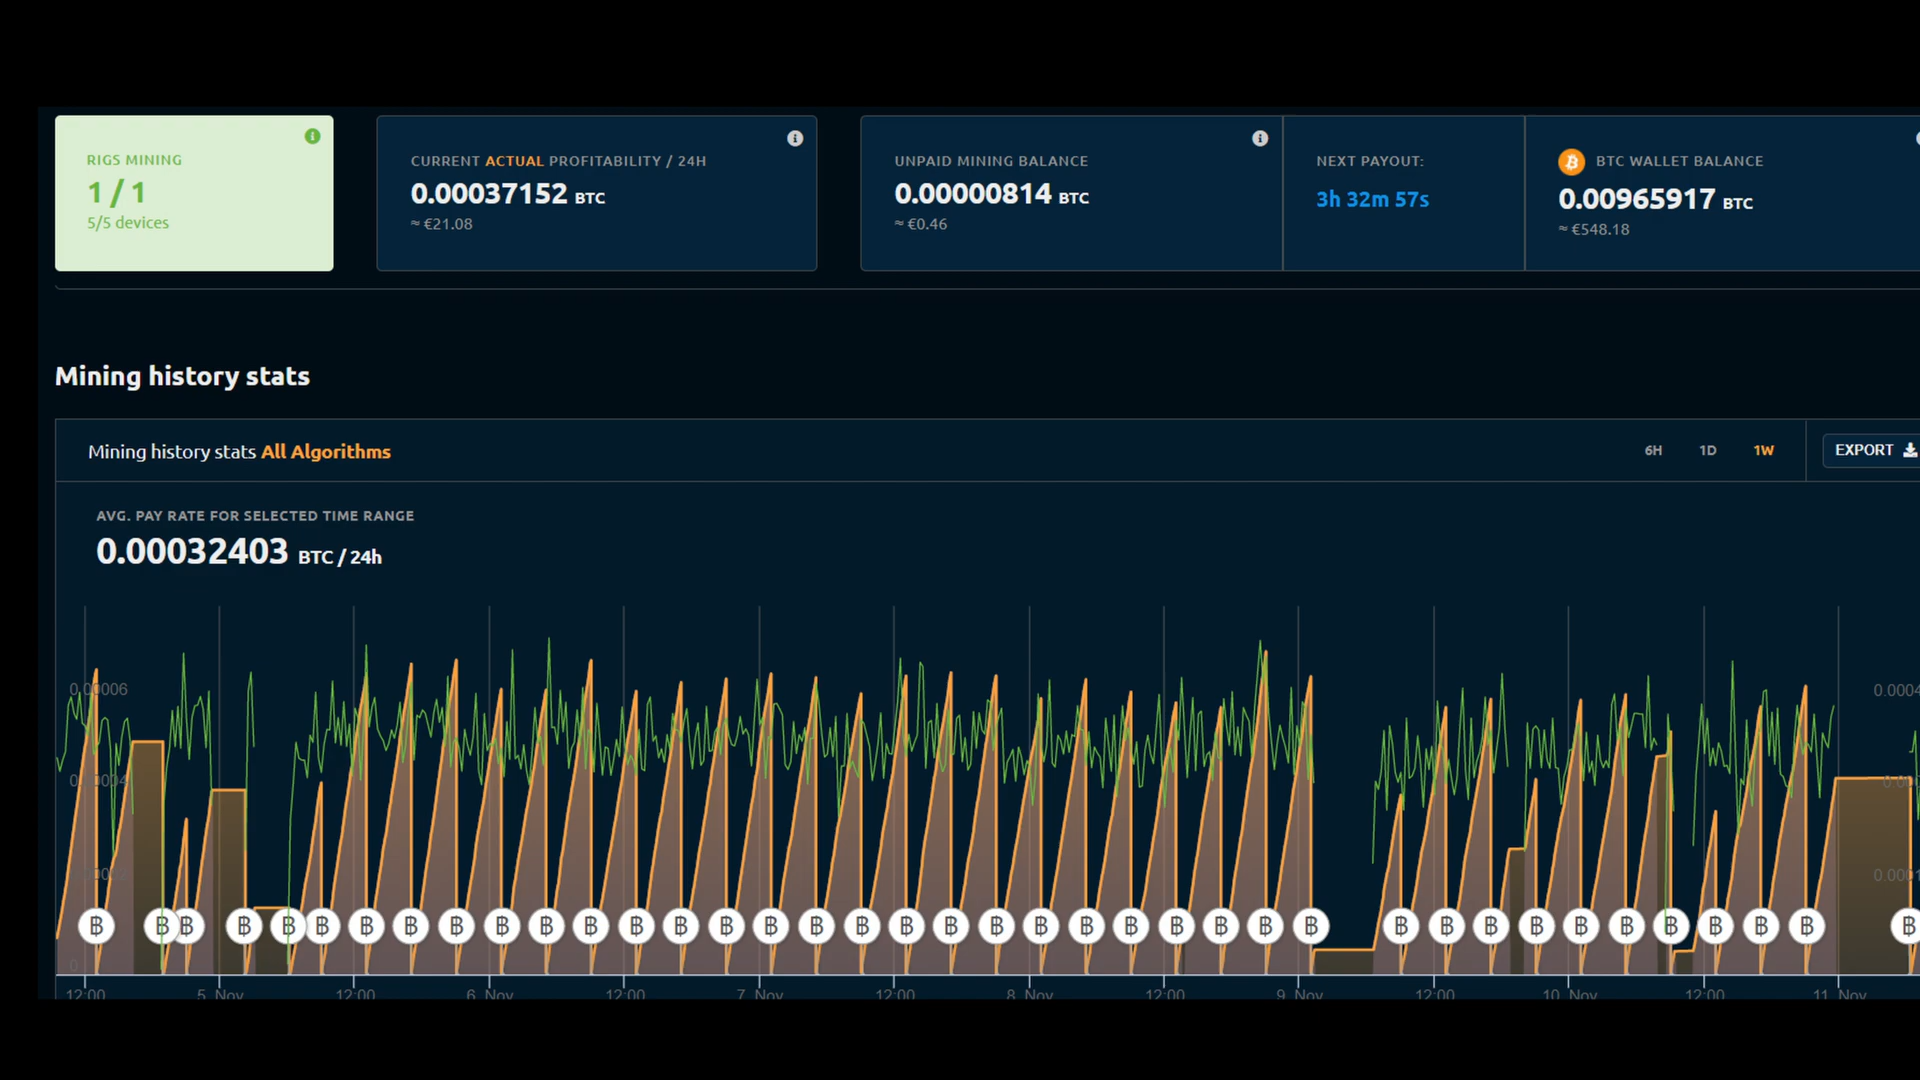 RIGS MINING
1 / 1
5/5 devices
CURRENT ACTUAL PROFITABILITY / 24H
0.00037152 BTC
≈ €21.08
UNPAID MINING BALANCE
0.00000814 BTC
≈ €0.46
NEXT PAYOUT:
3h 32m 57s
BTC WALLET BALANCE
0.00965917 BTC
≈ €548.18
Mining history stats
Mining history stats All Algorithms
6H 1D 1W
EXPORT
AVG. PAY RATE FOR SELECTED TIME RANGE
0.00032403 BTC / 24h
0.00006
0.00004
0
12:00 5. Nov 12:00 6. Nov 12:00 7. Nov 12:00 8. Nov 12:00 9. Nov 12:00 10. Nov 12:00 11. Nov